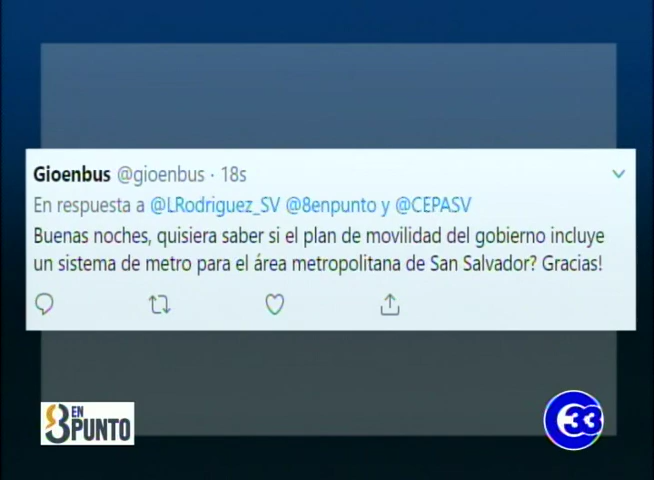 Gioenbus @gioenbus · 18s
En respuesta a @LRodriguez_SV @8enpunto y @CEPASV
Buenas noches, quisiera saber si el plan de movilidad del gobierno incluye
un sistema de metro para el área metropolitana de San Salvador? Gracias!
8 EN PUNTO
33